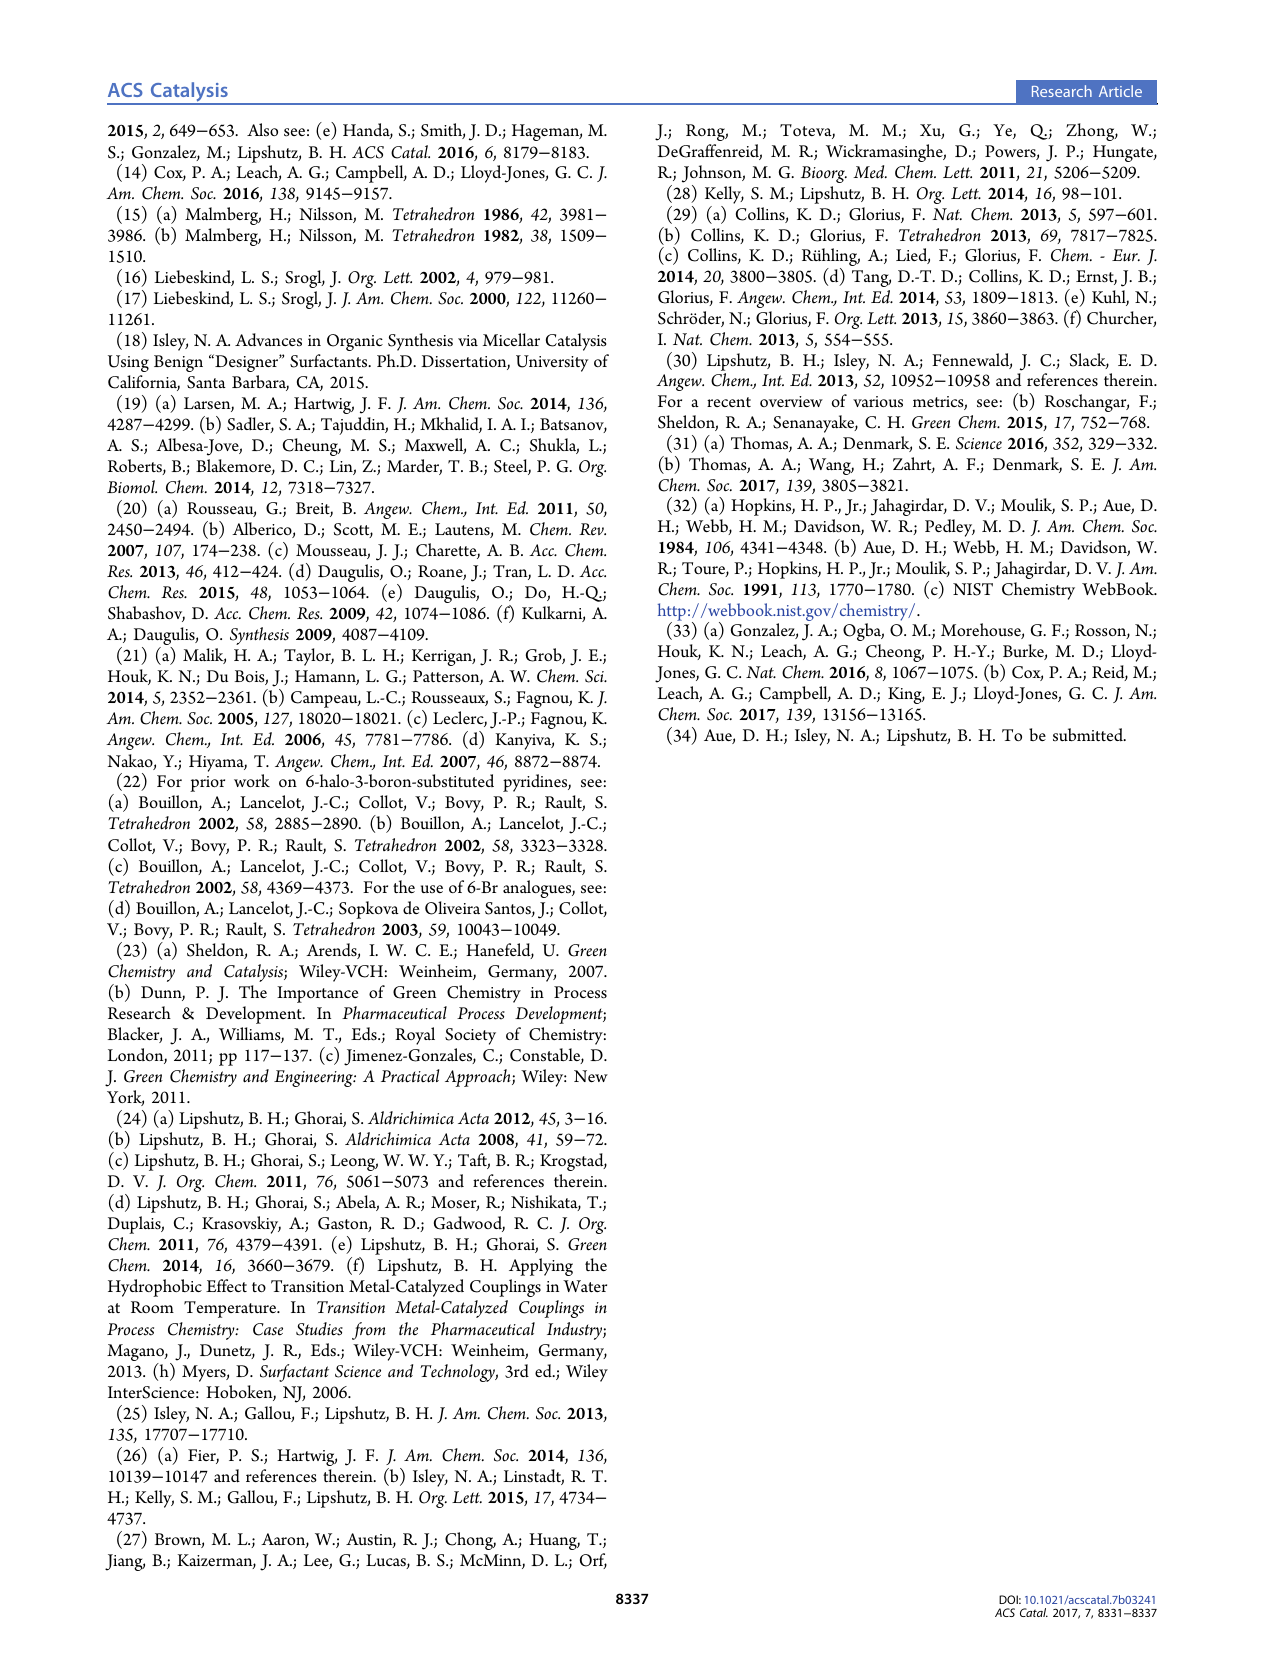 ACS Catalysis
Research Article
2015, 2, 649−653. Also see: (e) Handa, S.; Smith, J. D.; Hageman, M.
S.; Gonzalez, M.; Lipshutz, B. H. ACS Catal. 2016, 6, 8179−8183.
(14) Cox, P. A.; Leach, A. G.; Campbell, A. D.; Lloyd-Jones, G. C. J.
Am. Chem. Soc. 2016, 138, 9145−9157.
(15) (a) Malmberg, H.; Nilsson, M. Tetrahedron 1986, 42, 3981−
3986. (b) Malmberg, H.; Nilsson, M. Tetrahedron 1982, 38, 1509−
1510.
(16) Liebeskind, L. S.; Srogl, J. Org. Lett. 2002, 4, 979−981.
(17) Liebeskind, L. S.; Srogl, J. J. Am. Chem. Soc. 2000, 122, 11260−
11261.
(18) Isley, N. A. Advances in Organic Synthesis via Micellar Catalysis
Using Benign “Designer” Surfactants. Ph.D. Dissertation, University of
California, Santa Barbara, CA, 2015.
(19) (a) Larsen, M. A.; Hartwig, J. F. J. Am. Chem. Soc. 2014, 136,
4287−4299. (b) Sadler, S. A.; Tajuddin, H.; Mkhalid, I. A. I.; Batsanov,
A. S.; Albesa-Jove, D.; Cheung, M. S.; Maxwell, A. C.; Shukla, L.;
Roberts, B.; Blakemore, D. C.; Lin, Z.; Marder, T. B.; Steel, P. G. Org.
Biomol. Chem. 2014, 12, 7318−7327.
(20) (a) Rousseau, G.; Breit, B. Angew. Chem., Int. Ed. 2011, 50,
2450−2494. (b) Alberico, D.; Scott, M. E.; Lautens, M. Chem. Rev.
2007, 107, 174−238. (c) Mousseau, J. J.; Charette, A. B. Acc. Chem.
Res. 2013, 46, 412−424. (d) Daugulis, O.; Roane, J.; Tran, L. D. Acc.
Chem. Res. 2015, 48, 1053−1064. (e) Daugulis, O.; Do, H.-Q.;
Shabashov, D. Acc. Chem. Res. 2009, 42, 1074−1086. (f) Kulkarni, A.
A.; Daugulis, O. Synthesis 2009, 4087−4109.
(21) (a) Malik, H. A.; Taylor, B. L. H.; Kerrigan, J. R.; Grob, J. E.;
Houk, K. N.; Du Bois, J.; Hamann, L. G.; Patterson, A. W. Chem. Sci.
2014, 5, 2352−2361. (b) Campeau, L.-C.; Rousseaux, S.; Fagnou, K. J.
Am. Chem. Soc. 2005, 127, 18020−18021. (c) Leclerc, J.-P.; Fagnou, K.
Angew. Chem., Int. Ed. 2006, 45, 7781−7786. (d) Kanyiva, K. S.;
Nakao, Y.; Hiyama, T. Angew. Chem., Int. Ed. 2007, 46, 8872−8874.
(22) For prior work on 6-halo-3-boron-substituted pyridines, see:
(a) Bouillon, A.; Lancelot, J.-C.; Collot, V.; Bovy, P. R.; Rault, S.
Tetrahedron 2002, 58, 2885−2890. (b) Bouillon, A.; Lancelot, J.-C.;
Collot, V.; Bovy, P. R.; Rault, S. Tetrahedron 2002, 58, 3323−3328.
(c) Bouillon, A.; Lancelot, J.-C.; Collot, V.; Bovy, P. R.; Rault, S.
Tetrahedron 2002, 58, 4369−4373. For the use of 6-Br analogues, see:
(d) Bouillon, A.; Lancelot, J.-C.; Sopkova de Oliveira Santos, J.; Collot,
V.; Bovy, P. R.; Rault, S. Tetrahedron 2003, 59, 10043−10049.
(23) (a) Sheldon, R. A.; Arends, I. W. C. E.; Hanefeld, U. Green
Chemistry and Catalysis; Wiley-VCH: Weinheim, Germany, 2007.
(b) Dunn, P. J. The Importance of Green Chemistry in Process
Research & Development. In Pharmaceutical Process Development;
Blacker, J. A., Williams, M. T., Eds.; Royal Society of Chemistry:
London, 2011; pp 117−137. (c) Jimenez-Gonzales, C.; Constable, D.
J. Green Chemistry and Engineering: A Practical Approach; Wiley: New
York, 2011.
(24) (a) Lipshutz, B. H.; Ghorai, S. Aldrichimica Acta 2012, 45, 3−16.
(b) Lipshutz, B. H.; Ghorai, S. Aldrichimica Acta 2008, 41, 59−72.
(c) Lipshutz, B. H.; Ghorai, S.; Leong, W. W. Y.; Taft, B. R.; Krogstad,
D. V. J. Org. Chem. 2011, 76, 5061−5073 and references therein.
(d) Lipshutz, B. H.; Ghorai, S.; Abela, A. R.; Moser, R.; Nishikata, T.;
Duplais, C.; Krasovskiy, A.; Gaston, R. D.; Gadwood, R. C. J. Org.
Chem. 2011, 76, 4379−4391. (e) Lipshutz, B. H.; Ghorai, S. Green
Chem. 2014, 16, 3660−3679. (f) Lipshutz, B. H. Applying the
Hydrophobic Effect to Transition Metal-Catalyzed Couplings in Water
at Room Temperature. In Transition Metal-Catalyzed Couplings in
Process Chemistry: Case Studies from the Pharmaceutical Industry;
Magano, J., Dunetz, J. R., Eds.; Wiley-VCH: Weinheim, Germany,
2013. (h) Myers, D. Surfactant Science and Technology, 3rd ed.; Wiley
InterScience: Hoboken, NJ, 2006.
(25) Isley, N. A.; Gallou, F.; Lipshutz, B. H. J. Am. Chem. Soc. 2013,
135, 17707−17710.
(26) (a) Fier, P. S.; Hartwig, J. F. J. Am. Chem. Soc. 2014, 136,
10139−10147 and references therein. (b) Isley, N. A.; Linstadt, R. T.
H.; Kelly, S. M.; Gallou, F.; Lipshutz, B. H. Org. Lett. 2015, 17, 4734−
4737.
(27) Brown, M. L.; Aaron, W.; Austin, R. J.; Chong, A.; Huang, T.;
Jiang, B.; Kaizerman, J. A.; Lee, G.; Lucas, B. S.; McMinn, D. L.; Orf,
J.; Rong, M.; Toteva, M. M.; Xu, G.; Ye, Q.; Zhong, W.;
DeGraffenreid, M. R.; Wickramasinghe, D.; Powers, J. P.; Hungate,
R.; Johnson, M. G. Bioorg. Med. Chem. Lett. 2011, 21, 5206−5209.
(28) Kelly, S. M.; Lipshutz, B. H. Org. Lett. 2014, 16, 98−101.
(29) (a) Collins, K. D.; Glorius, F. Nat. Chem. 2013, 5, 597−601.
(b) Collins, K. D.; Glorius, F. Tetrahedron 2013, 69, 7817−7825.
(c) Collins, K. D.; Rühling, A.; Lied, F.; Glorius, F. Chem. - Eur. J.
2014, 20, 3800−3805. (d) Tang, D.-T. D.; Collins, K. D.; Ernst, J. B.;
Glorius, F. Angew. Chem., Int. Ed. 2014, 53, 1809−1813. (e) Kuhl, N.;
Schröder, N.; Glorius, F. Org. Lett. 2013, 15, 3860−3863. (f) Churcher,
I. Nat. Chem. 2013, 5, 554−555.
(30) Lipshutz, B. H.; Isley, N. A.; Fennewald, J. C.; Slack, E. D.
Angew. Chem., Int. Ed. 2013, 52, 10952−10958 and references therein.
For a recent overview of various metrics, see: (b) Roschangar, F.;
Sheldon, R. A.; Senanayake, C. H. Green Chem. 2015, 17, 752−768.
(31) (a) Thomas, A. A.; Denmark, S. E. Science 2016, 352, 329−332.
(b) Thomas, A. A.; Wang, H.; Zahrt, A. F.; Denmark, S. E. J. Am.
Chem. Soc. 2017, 139, 3805−3821.
(32) (a) Hopkins, H. P., Jr.; Jahagirdar, D. V.; Moulik, S. P.; Aue, D.
H.; Webb, H. M.; Davidson, W. R.; Pedley, M. D. J. Am. Chem. Soc.
1984, 106, 4341−4348. (b) Aue, D. H.; Webb, H. M.; Davidson, W.
R.; Toure, P.; Hopkins, H. P., Jr.; Moulik, S. P.; Jahagirdar, D. V. J. Am.
Chem. Soc. 1991, 113, 1770−1780. (c) NIST Chemistry WebBook.
http://webbook.nist.gov/chemistry/.
(33) (a) Gonzalez, J. A.; Ogba, O. M.; Morehouse, G. F.; Rosson, N.;
Houk, K. N.; Leach, A. G.; Cheong, P. H.-Y.; Burke, M. D.; Lloyd-
Jones, G. C. Nat. Chem. 2016, 8, 1067−1075. (b) Cox, P. A.; Reid, M.;
Leach, A. G.; Campbell, A. D.; King, E. J.; Lloyd-Jones, G. C. J. Am.
Chem. Soc. 2017, 139, 13156−13165.
(34) Aue, D. H.; Isley, N. A.; Lipshutz, B. H. To be submitted.
8337
DOI: 10.1021/acscatal.7b03241
ACS Catal. 2017, 7, 8331−8337